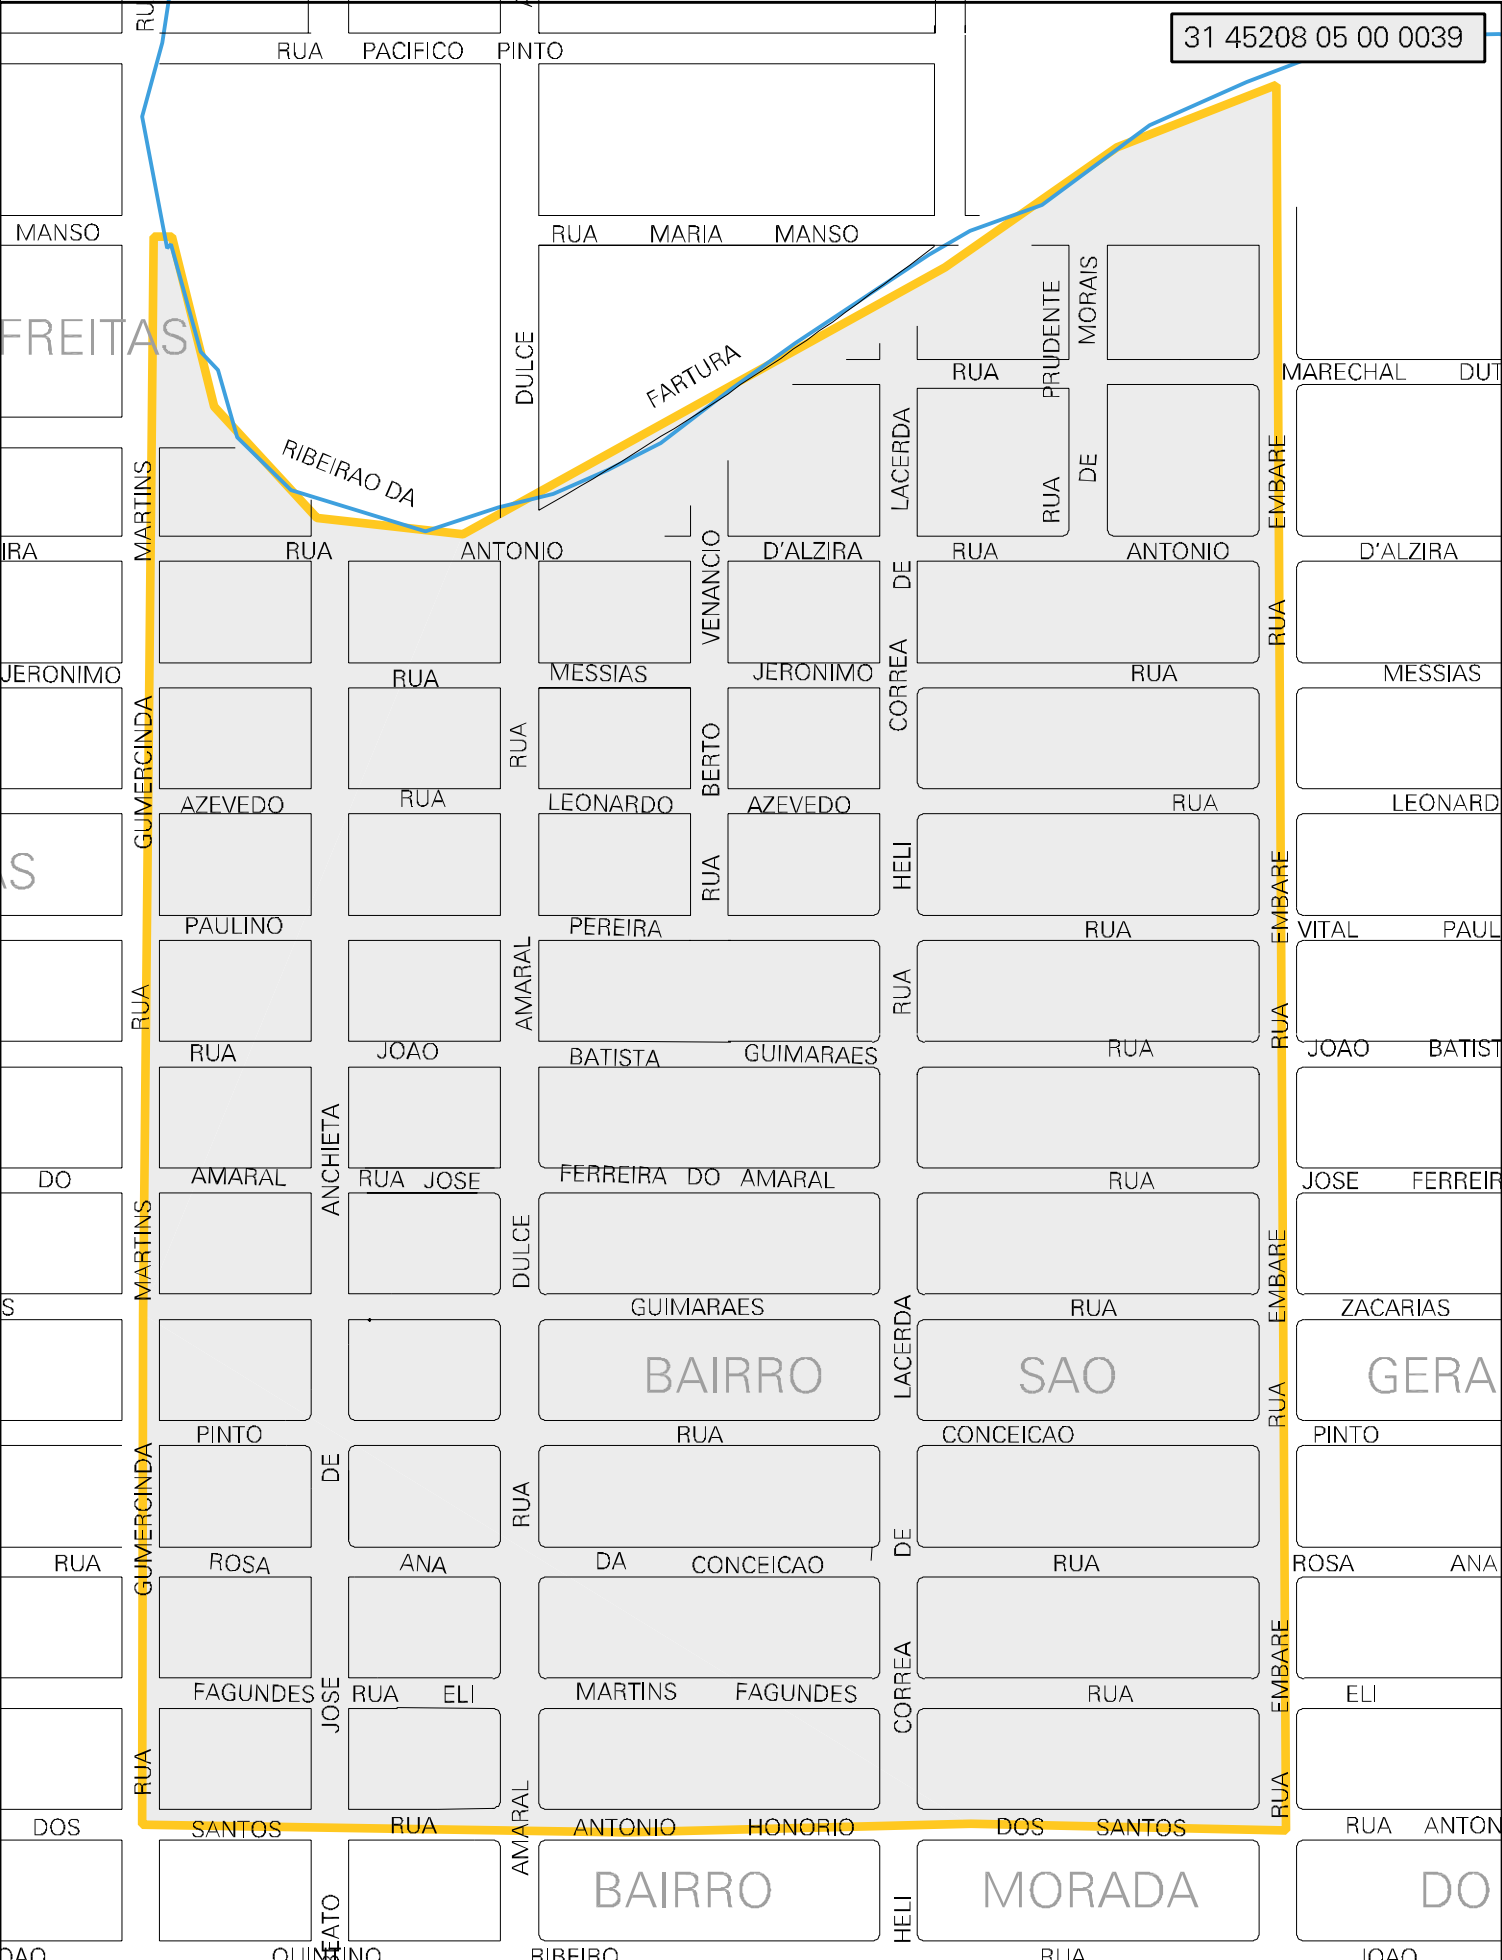 31 45208 05 00 0039
RUA PACIFICO PINTO
MANSO
RUA MARIA MANSO
FREITAS
DULCE
FARTURA
RIBEIRAO DA
PRUDENTE
MORAIS
RUA
MARECHAL DUT
MARTINS
LACERDA
RUA
DE
EMBARE
IRA
RUA ANTONIO D'ALZIRA RUA ANTONIO D'ALZIRA
VENANCIO
DE
RUA
JERONIMO
RUA MESSIAS JERONIMO RUA MESSIAS
GUMERCINDA
RUA
BERTO
CORREA
AZEVEDO RUA LEONARDO AZEVEDO RUA LEONARD
RUA
HELI
EMBARE
PAULINO PEREIRA RUA VITAL PAUL
RUA
AMARAL
RUA
RUA
RUA JOAO BATISTA GUIMARAES RUA JOAO BATIST
ANCHIETA
DO AMARAL RUA JOSE FERREIRA DO AMARAL RUA JOSE FERREIR
MARTINS
DULCE
EMBARE
S
GUIMARAES RUA ZACARIAS
LACERDA
BAIRRO SAO GERA
RUA
PINTO RUA CONCEICAO PINTO
GUMERCINDA
DE
RUA
DE
RUA ROSA ANA DA CONCEICAO RUA ROSA ANA
EMBARE
CORREA
FAGUNDES RUA ELI MARTINS FAGUNDES RUA ELI
JOSE
RUA
AMARAL
RUA
DOS SANTOS RUA ANTONIO HONORIO DOS SANTOS RUA ANTON
BAIRRO MORADA DO
HELI
QUINTINO RIBEIRO RUA JOAO